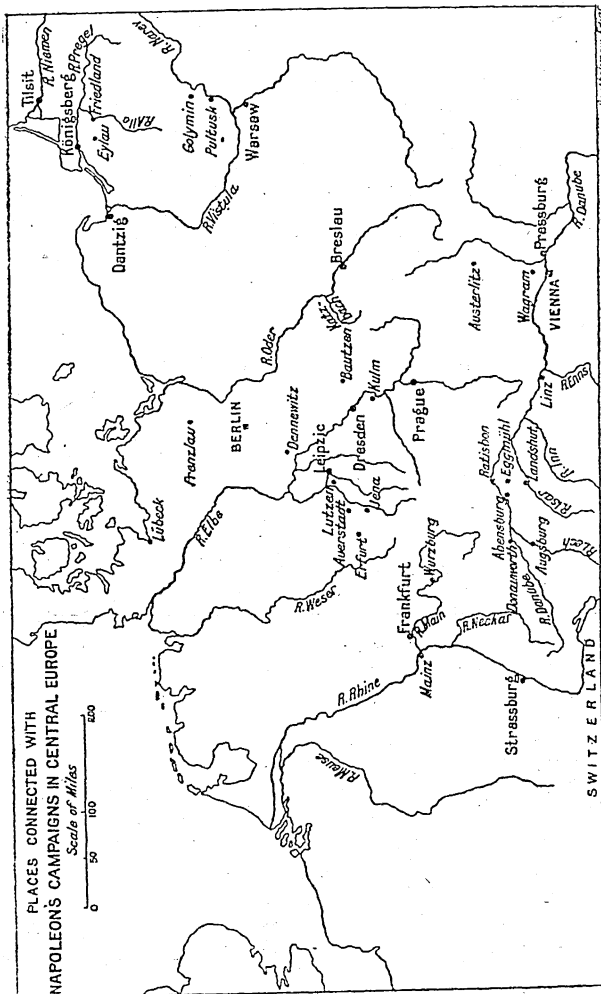 PLACES CONNECTED WITH
NAPOLEON'S CAMPAIGNS IN CENTRAL EUROPE
Scale of Miles
0 50 100 200
Tilsit
R. Niemen
Königsberg
R. Pregel
Friedland
R. Alle
Eylau
Dantzig
R. Narev
Golymin
Pultusk
Warsaw
R. Vistula
Lübeck
Prenzlau
BERLIN
R. Oder
R. Elbe
R. Weser
Dennewitz
Leipzic
Lutzen
Auerstadt
Jena
Erfurt
Dresden
Bautzen
Katz-
bach
Breslau
Kulm
Prague
R. Rhine
R. Meuse
Frankfurt
R. Main
Mainz
Wurzburg
R. Neckar
Strassburg
SWITZERLAND
Ratisbon
Eggmühl
Abensburg
Landshut
Donauworth
Augsburg
R. Danube
R. Lech
R. Isar
R. Inn
Linz
R. Enns
Austerlitz
Wagram
VIENNA
Pressburg
R. Danube